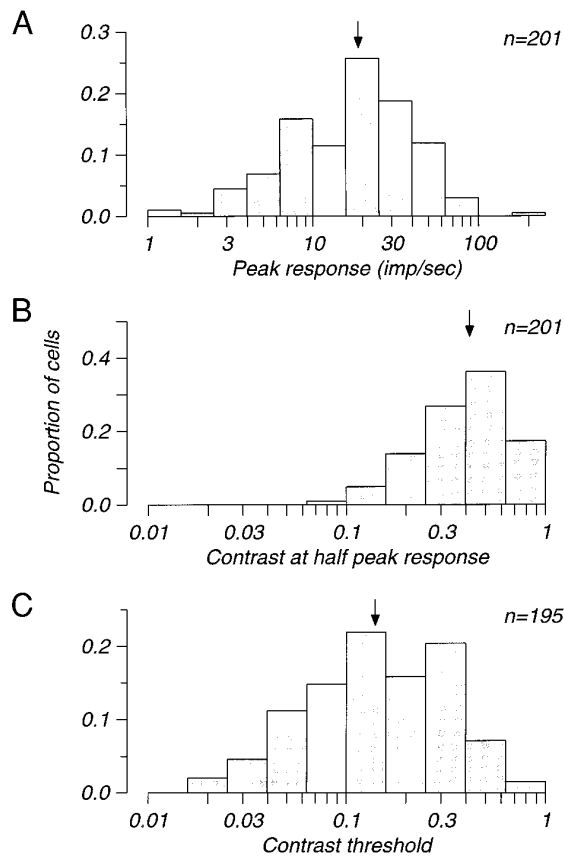 A
n=201
0.3
0.2
0.1
0.0
1 3 10 30 100
Peak response (imp/sec)
B
n=201
Proportion of cells
0.4
0.2
0.0
0.01 0.03 0.1 0.3 1
Contrast at half peak response
C
n=195
0.2
0.1
0.0
0.01 0.03 0.1 0.3 1
Contrast threshold